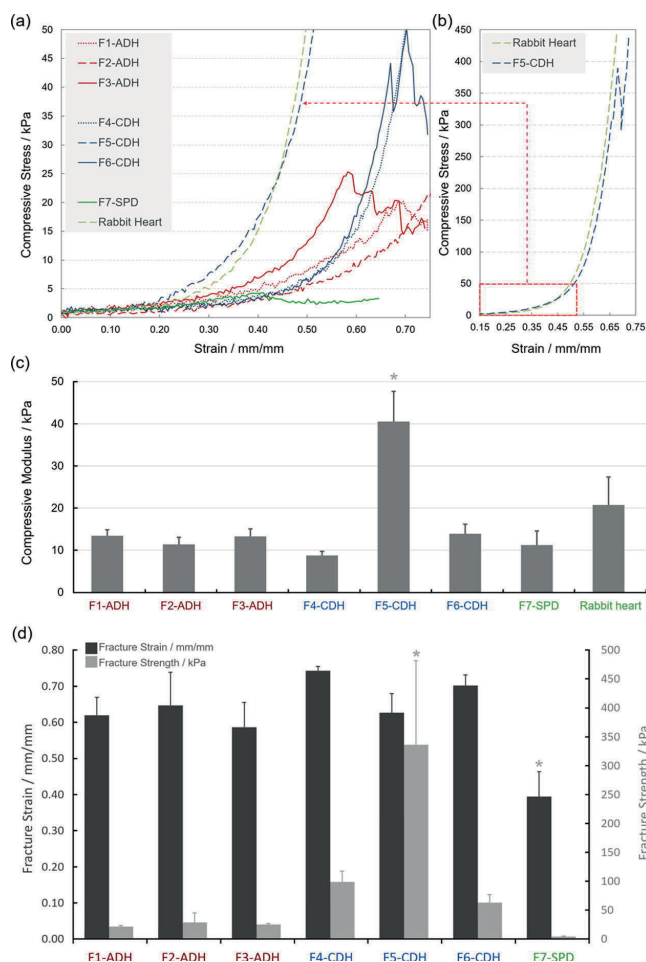 (a)
50
45
40
35
30
25
20
15
10
5
0
Compressive Stress / kPa
F1-ADH
F2-ADH
F3-ADH
F4-CDH
F5-CDH
F6-CDH
F7-SPD
Rabbit Heart
0.00 0.10 0.20 0.30 0.40 0.50 0.60 0.70
Strain / mm/mm
(b)
450
400
350
300
250
200
150
100
50
0
Compressive Stress / kPa
Rabbit Heart
F5-CDH
0.15 0.25 0.35 0.45 0.55 0.65 0.75
Strain / mm/mm
(c)
50
40
30
20
10
0
Compressive Modulus / kPa
*
F1-ADH F2-ADH F3-ADH F4-CDH F5-CDH F6-CDH F7-SPD Rabbit heart
(d)
Fracture Strain / mm/mm
Fracture Strength / kPa
0.80
0.70
0.60
0.50
0.40
0.30
0.20
0.10
0.00
Fracture Strain / mm/mm
*
*
500
450
400
350
300
250
200
150
100
50
0
Fracture Strength / kPa
F1-ADH F2-ADH F3-ADH F4-CDH F5-CDH F6-CDH F7-SPD